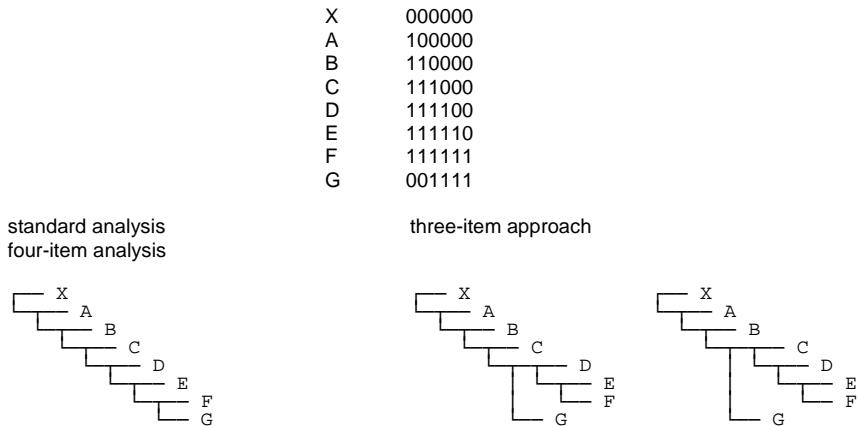 X 000000
A 100000
B 110000
C 111000
D 111100
E 111110
F 111111
G 001111
standard analysis
four-item analysis
three-item approach
X
A
B
C
D
E
F
G
X
A
B
C
D
E
F
G
X
A
B
C
D
E
F
G